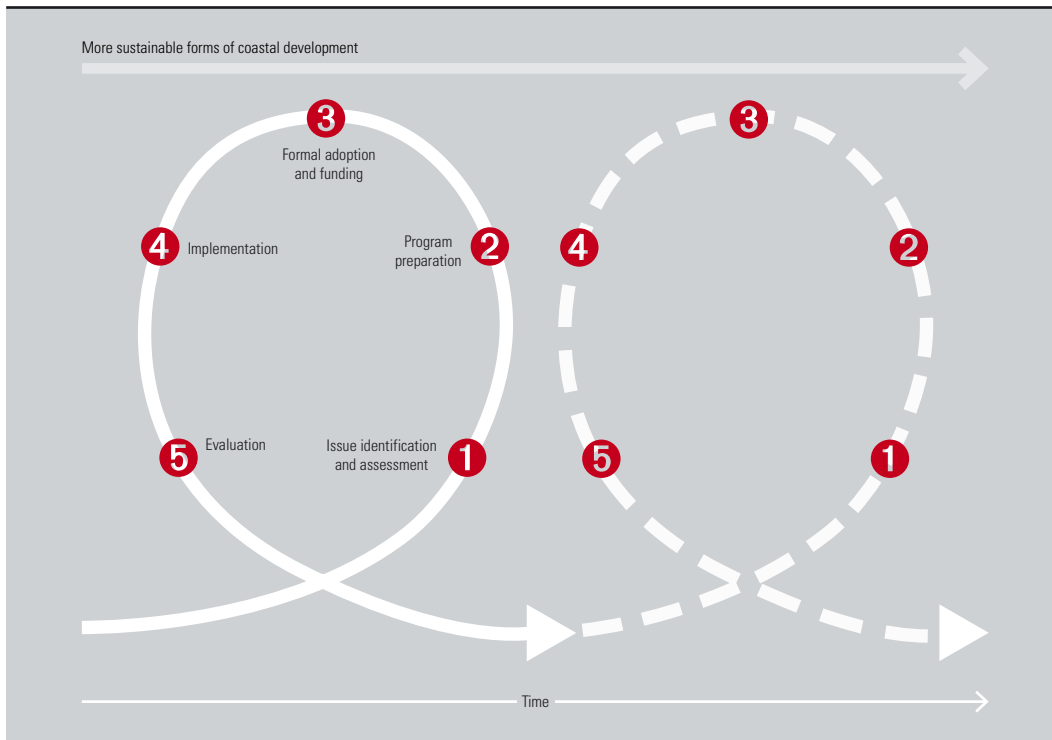 More sustainable forms of coastal development
3
3
Formal adoption
and funding
4
Implementation
Program
preparation
2
4
2
5
Evaluation
Issue identification
and assessment
1
5
1
Time